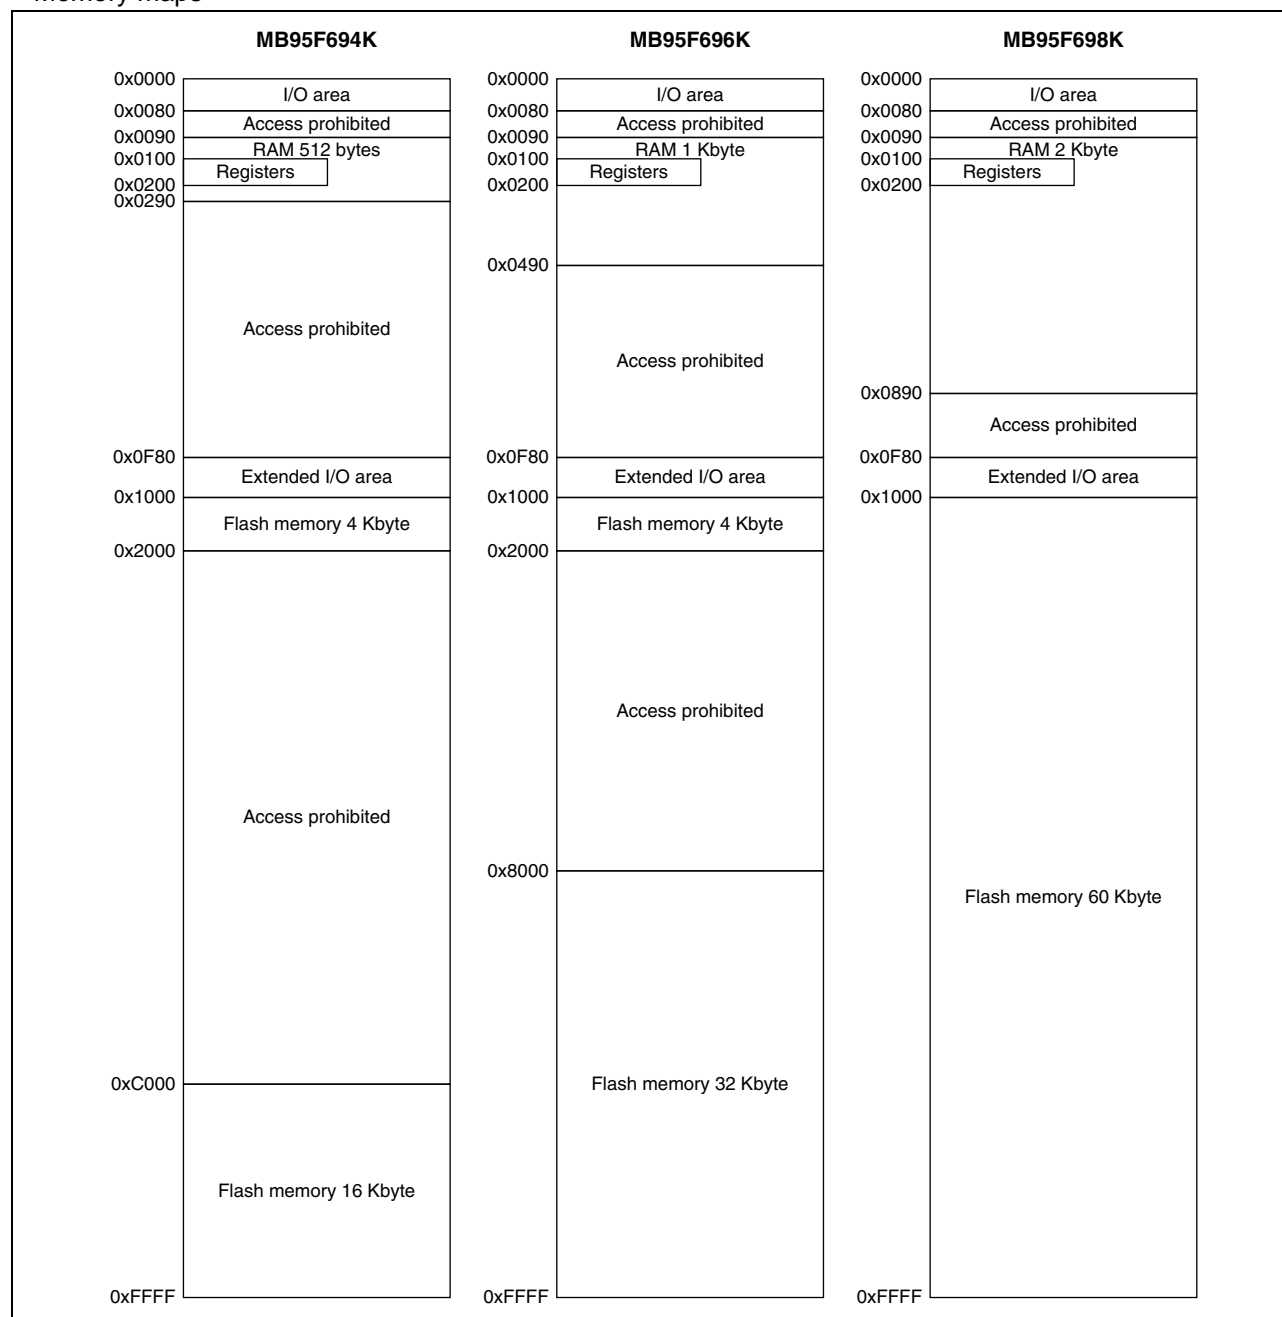 Memory maps
MB95F694K
0x0000
I/O area
0x0080
Access prohibited
0x0090
RAM 512 bytes
0x0100
Registers
0x0200
0x0290
Access prohibited
0x0F80
Extended I/O area
0x1000
Flash memory 4 Kbyte
0x2000
Access prohibited
0xC000
Flash memory 16 Kbyte
0xFFFF
MB95F696K
0x0000
I/O area
0x0080
Access prohibited
0x0090
RAM 1 Kbyte
0x0100
Registers
0x0200
0x0490
Access prohibited
0x0F80
Extended I/O area
0x1000
Flash memory 4 Kbyte
0x2000
Access prohibited
0x8000
Flash memory 32 Kbyte
0xFFFF
MB95F698K
0x0000
I/O area
0x0080
Access prohibited
0x0090
RAM 2 Kbyte
0x0100
Registers
0x0200
0x0890
Access prohibited
0x0F80
Extended I/O area
0x1000
Flash memory 60 Kbyte
0xFFFF